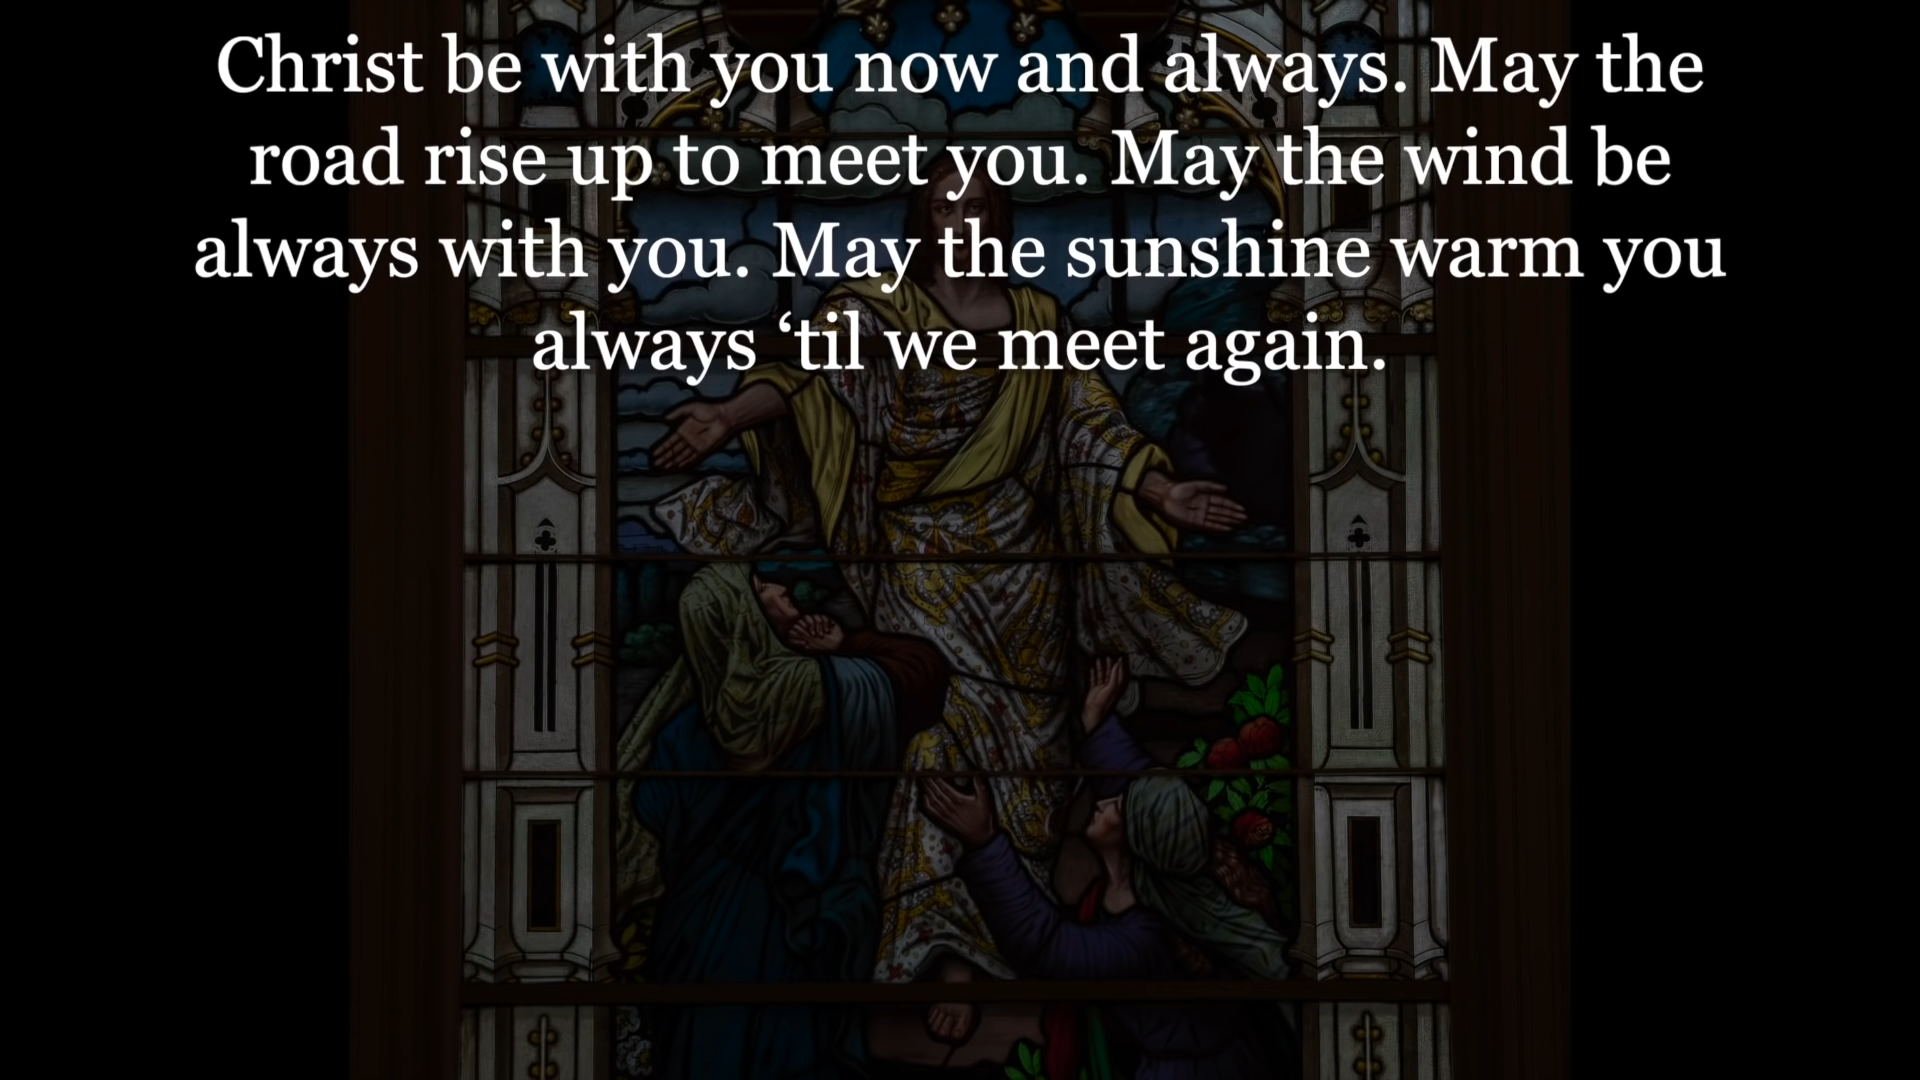 Christ be with you now and always. May the
road rise up to meet you. May the wind be
always with you. May the sunshine warm you
always ‘til we meet again.